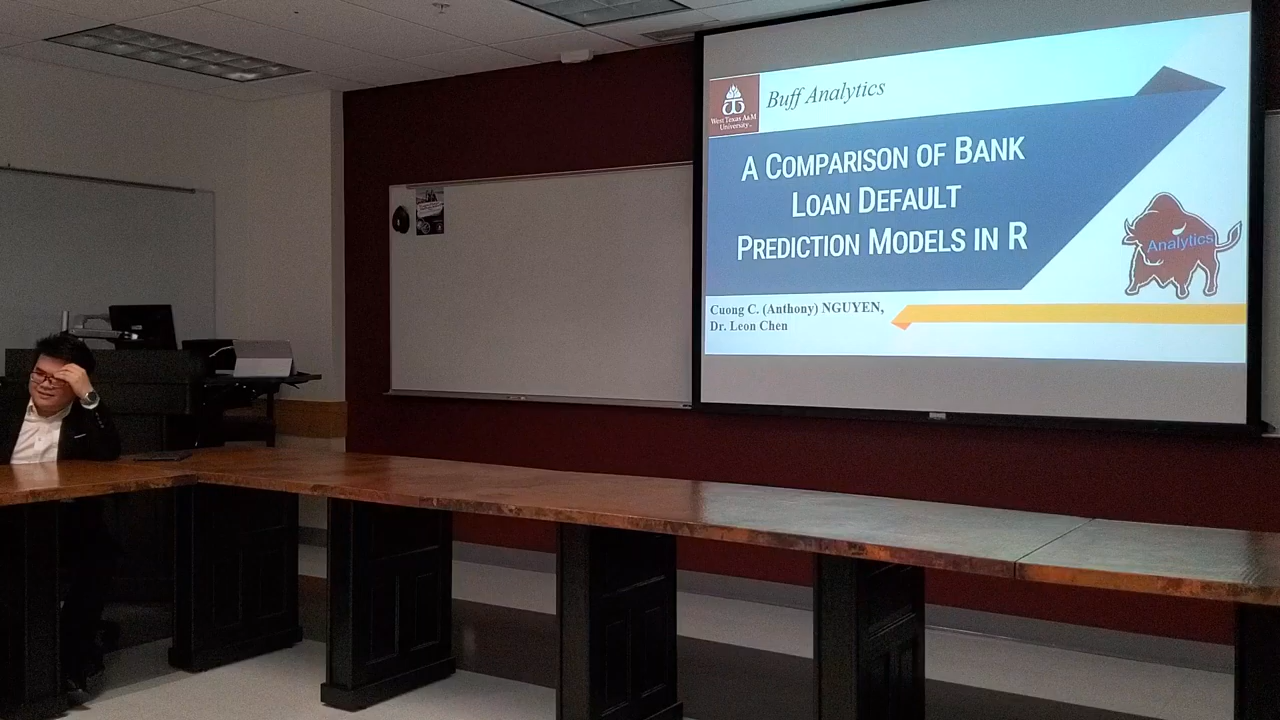 West Texas A&M
University
Buff Analytics
A COMPARISON OF BANK
LOAN DEFAULT
PREDICTION MODELS IN R
Analytics
Cuong C. (Anthony) NGUYEN,
Dr. Leon Chen